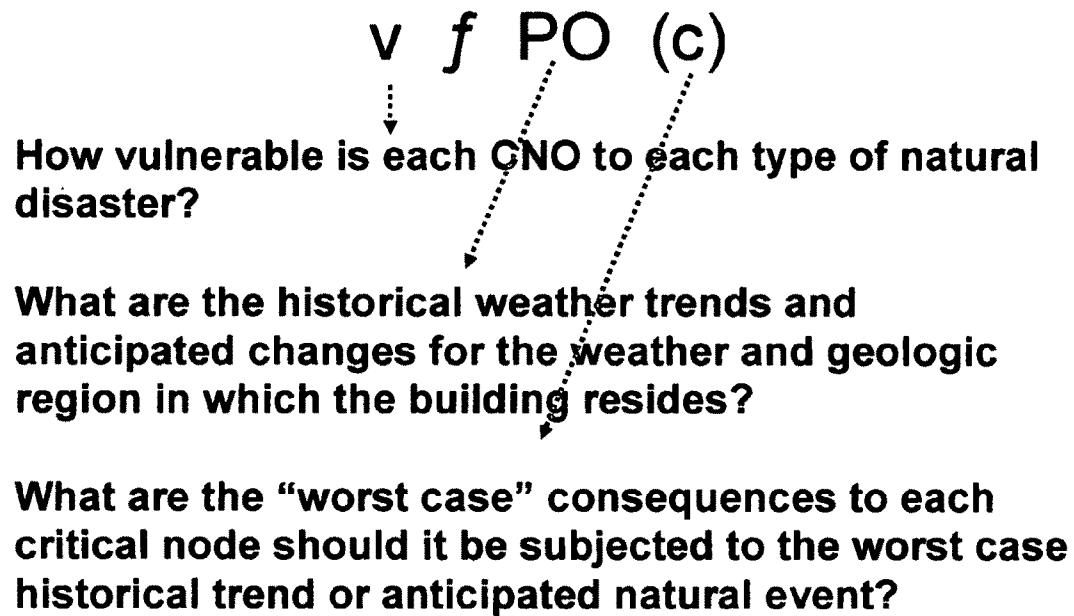 v ƒ PO (c)
How vulnerable is each CNO to each type of natural
disaster?
What are the historical weather trends and
anticipated changes for the weather and geologic
region in which the building resides?
What are the “worst case” consequences to each
critical node should it be subjected to the worst case
historical trend or anticipated natural event?